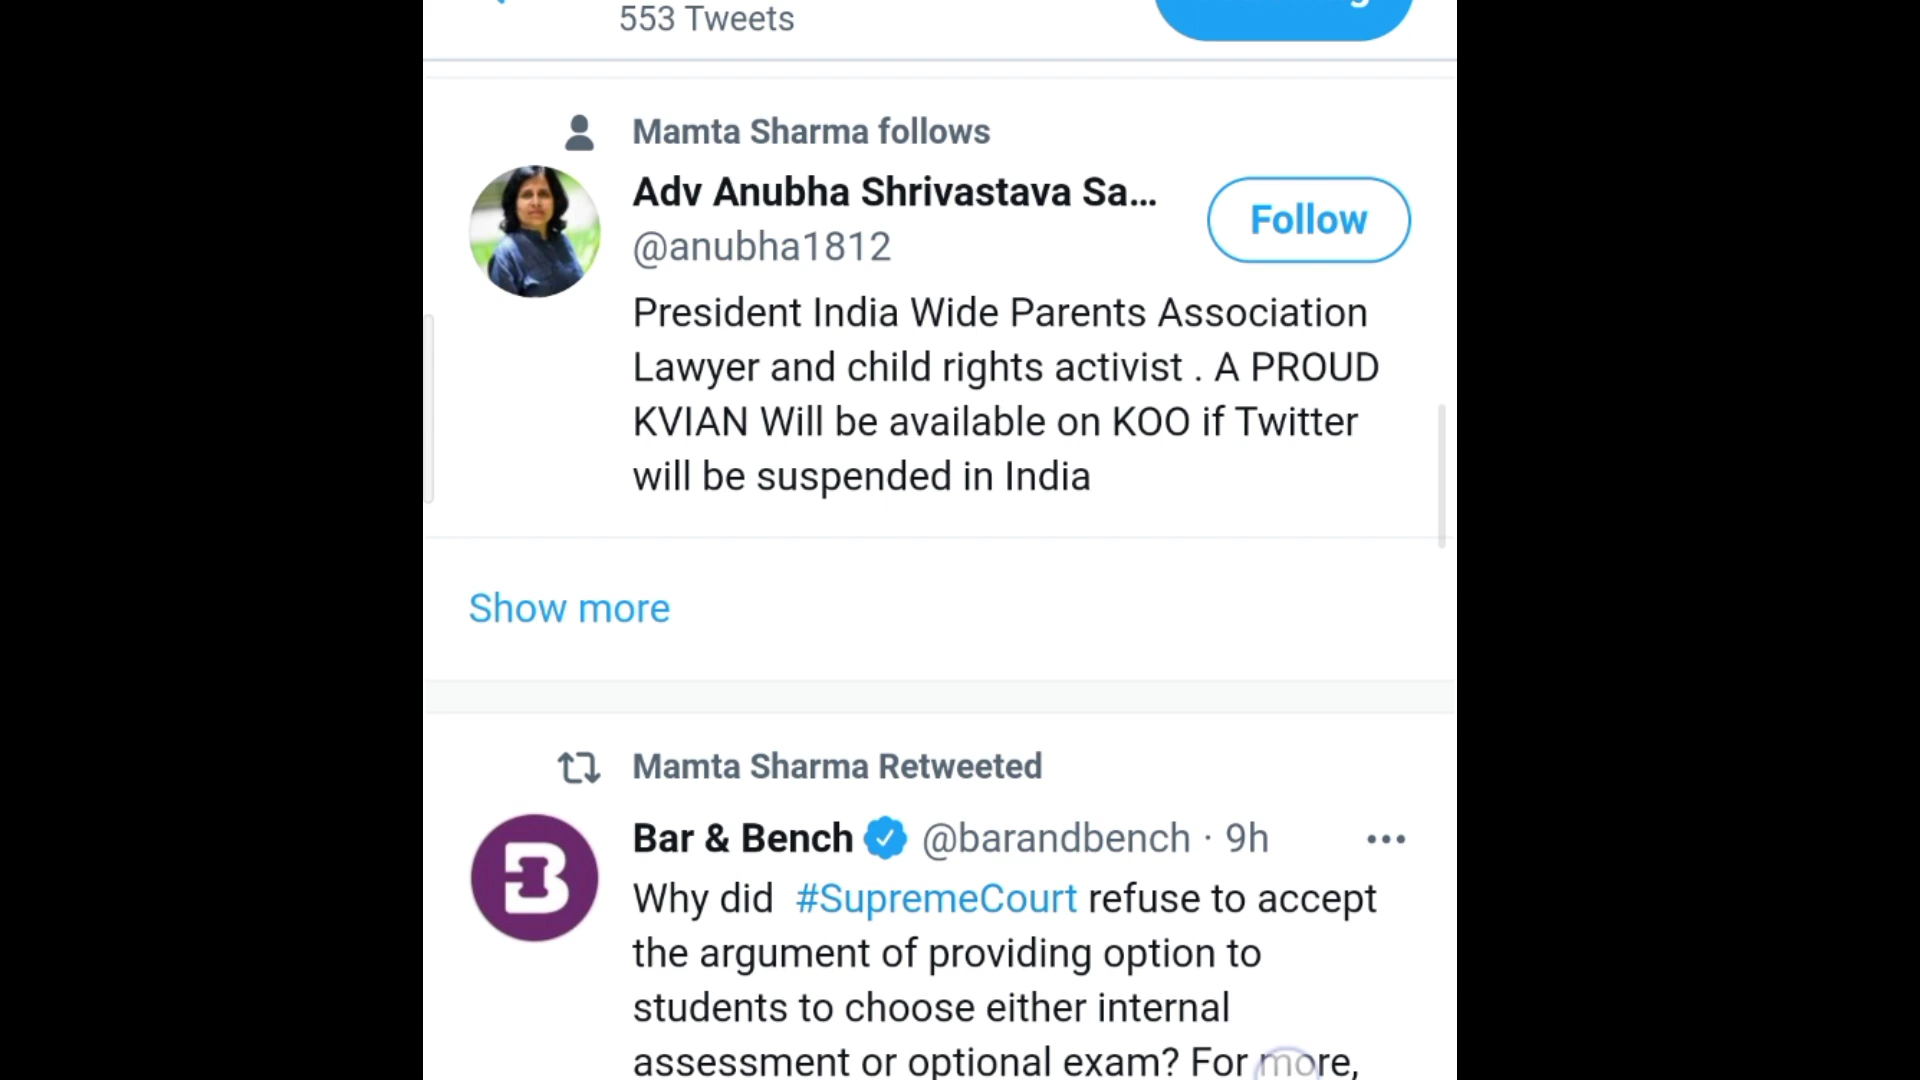 553 Tweets
Mamta Sharma follows
Adv Anubha Shrivastava Sa...
@anubha1812
Follow
President India Wide Parents Association
Lawyer and child rights activist . A PROUD
KVIAN Will be available on KOO if Twitter
will be suspended in India
Show more
Mamta Sharma Retweeted
Bar & Bench @barandbench · 9h
Why did #SupremeCourt refuse to accept
the argument of providing option to
students to choose either internal
assessment or optional exam? For more,